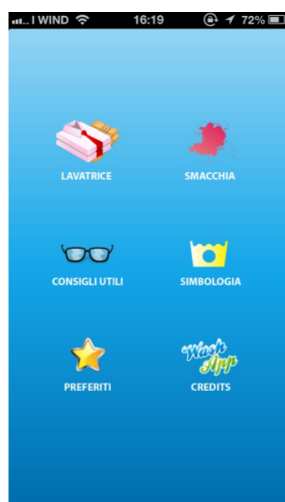 I WIND 16:19 72%
LAVATRICE SMACCHIA
CONSIGLI UTILI SIMBOLOGIA
Wash
App
PREFERITI CREDITS